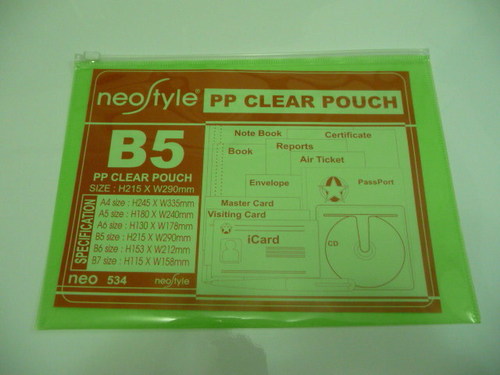 neoStyle® PP CLEAR POUCH
B5
PP CLEAR POUCH
SIZE : H215 X W290mm
SPECIFICATION
A4 size : H245 X W335mm
A5 size : H180 X W240mm
A6 size : H130 X W178mm
B5 size : H215 X W290mm
B6 size : H153 X W212mm
B7 size : H115 X W158mm
neo 534 neoStyle
Note Book
Certificate
Book
Reports
Air Ticket
Envelope
PassPort
Master Card
Visiting Card
iCard
CD